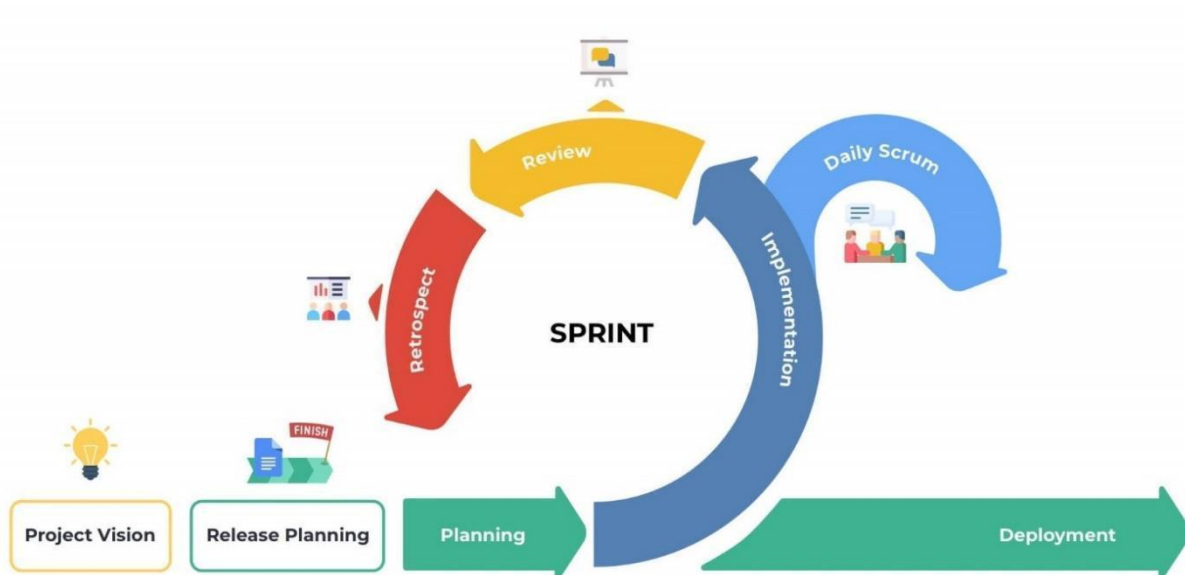 Review
Daily Scrum
Implementation
Retrospect
SPRINT
FINISH
Project Vision
Release Planning
Planning
Deployment